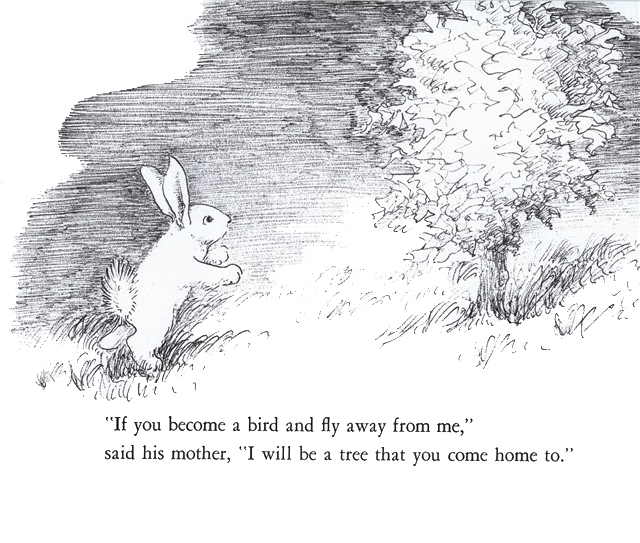 “If you become a bird and fly away from me,”
said his mother, “I will be a tree that you come home to.”